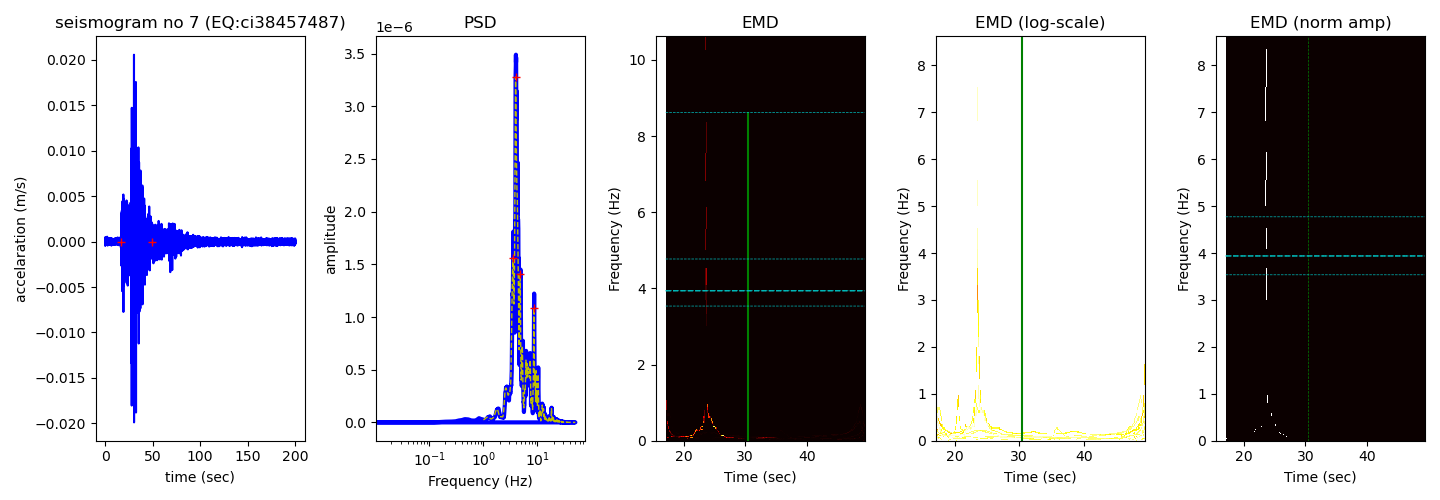 seismogram no 7 (EQ:ci38457487)
accelaration (m/s)
0.020
0.015
0.010
0.005
0.000
−0.005
−0.010
−0.015
−0.020
0 50 100 150 200
time (sec)
PSD
1e−6
amplitude
3.5
3.0
2.5
2.0
1.5
1.0
0.5
0.0
10⁻¹ 10⁰ 10¹
Frequency (Hz)
EMD
Frequency (Hz)
10
8
6
4
2
0
20 30 40
Time (sec)
EMD (log-scale)
Frequency (Hz)
8
7
6
5
4
3
2
1
0
20 30 40
Time (sec)
EMD (norm amp)
Frequency (Hz)
8
7
6
5
4
3
2
1
0
20 30 40
Time (sec)